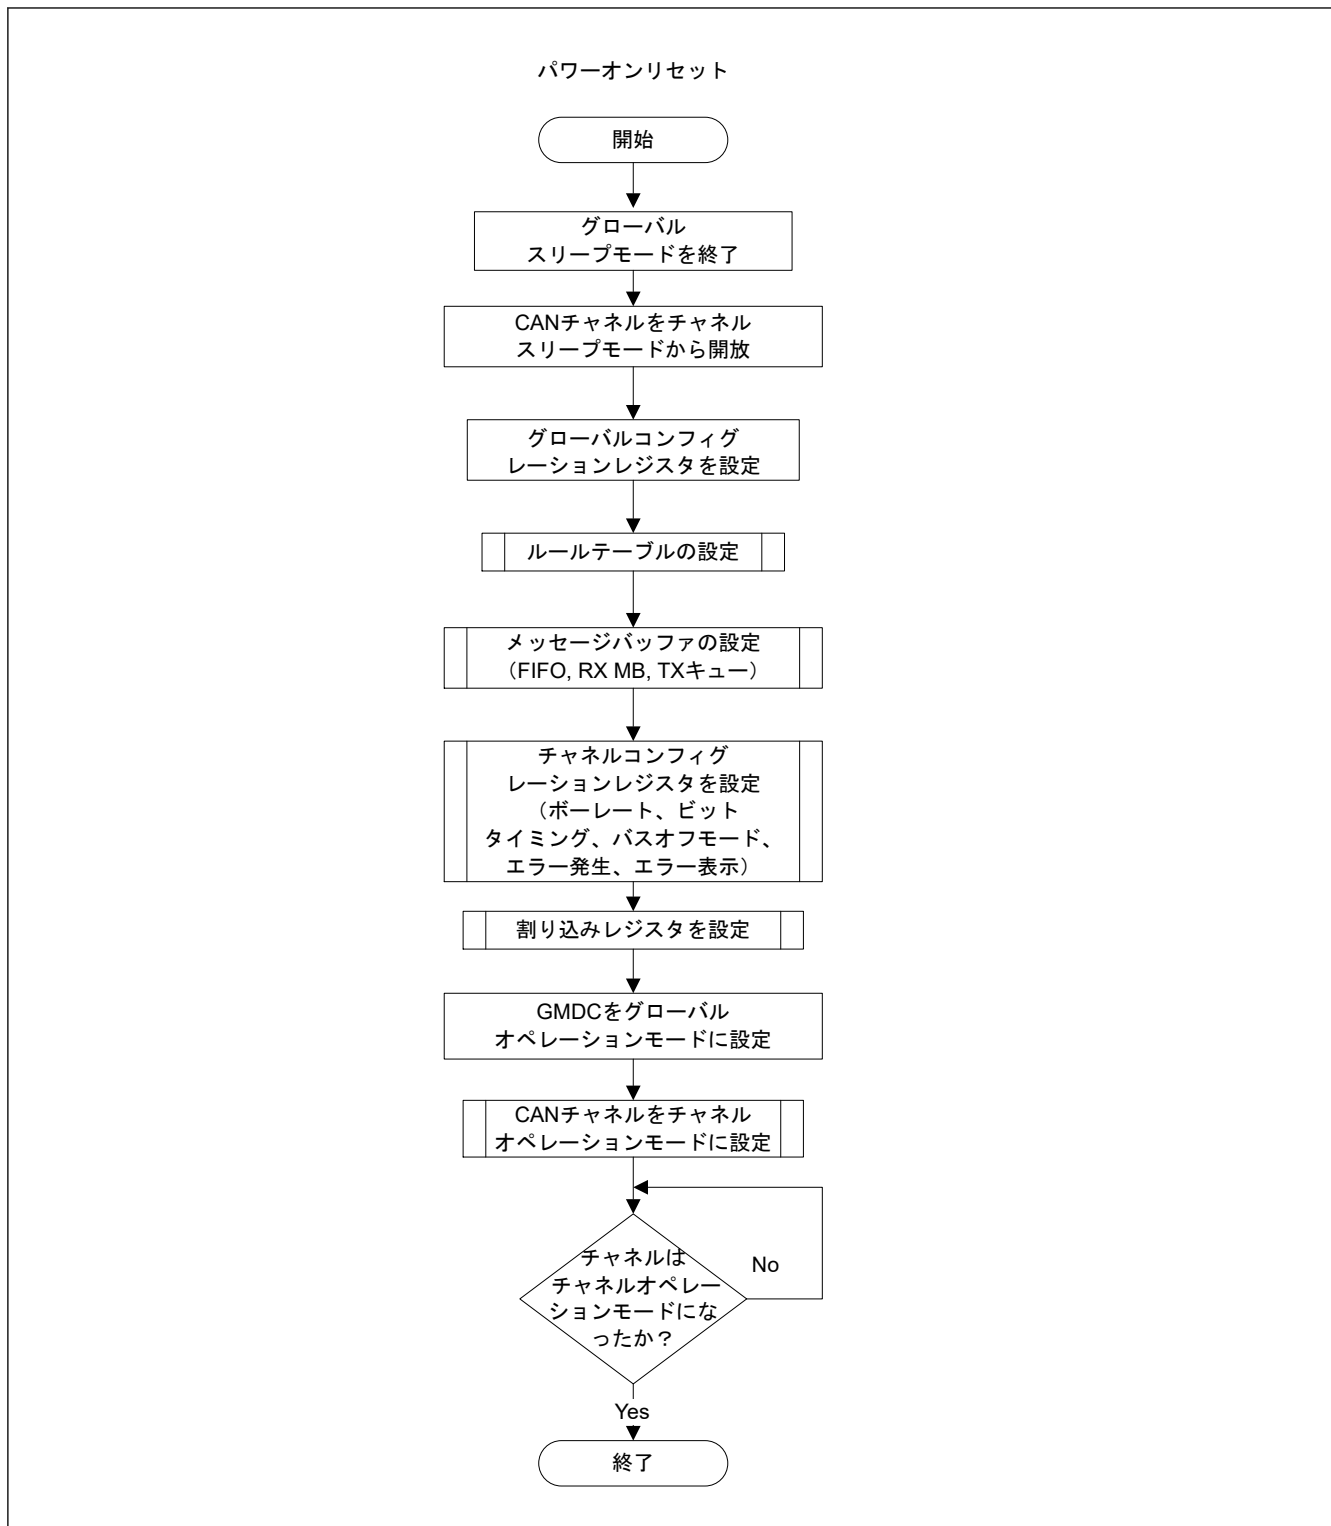 パワーオンリセット
開始
グローバル
スリープモードを終了
CANチャネルをチャネル
スリープモードから開放
グローバルコンフィグ
レーションレジスタを設定
ルールテーブルの設定
メッセージバッファの設定
（FIFO, RX MB, TXキュー）
チャネルコンフィグ
レーションレジスタを設定
（ボーレート、ビット
タイミング、バスオフモード、
エラー発生、エラー表示）
割り込みレジスタを設定
GMDCをグローバル
オペレーションモードに設定
CANチャネルをチャネル
オペレーションモードに設定
チャネルは
チャネルオペレー
ションモードにな
ったか？
No
Yes
終了